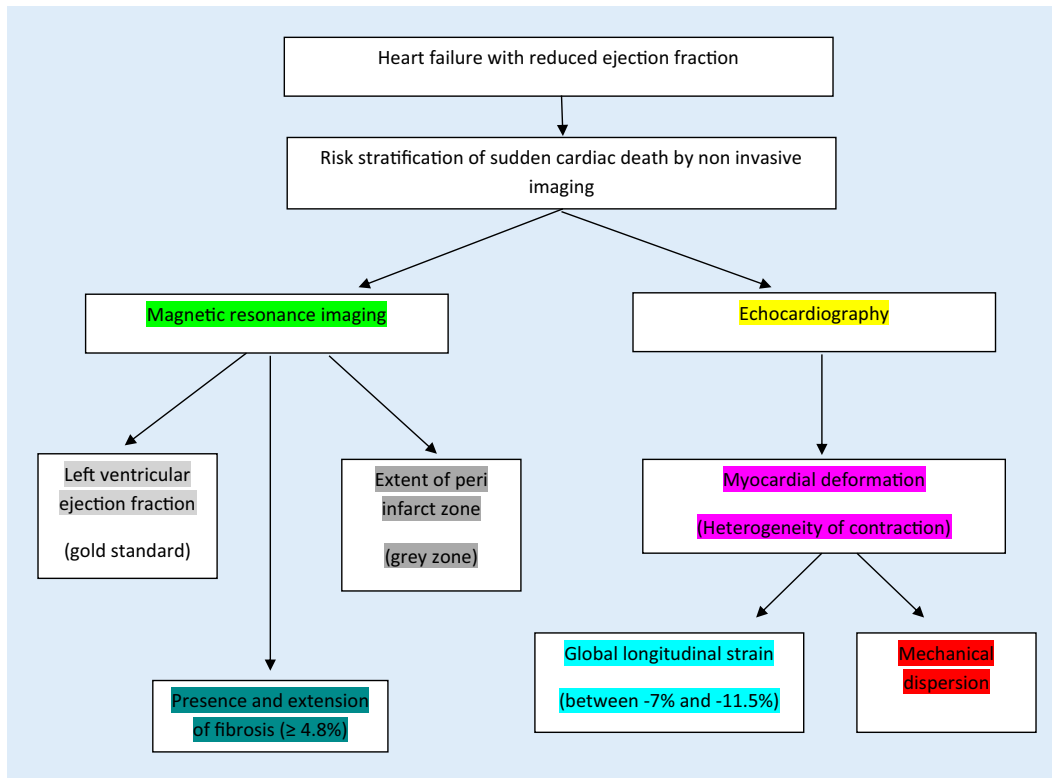 Heart failure with reduced ejection fraction
Risk stratification of sudden cardiac death by non invasive
imaging
Magnetic resonance imaging
Echocardiography
Left ventricular
ejection fraction
(gold standard)
Extent of peri
infarct zone
(grey zone)
Myocardial deformation
(Heterogeneity of contraction)
Presence and extension
of fibrosis (≥ 4.8%)
Global longitudinal strain
(between -7% and -11.5%)
Mechanical
dispersion